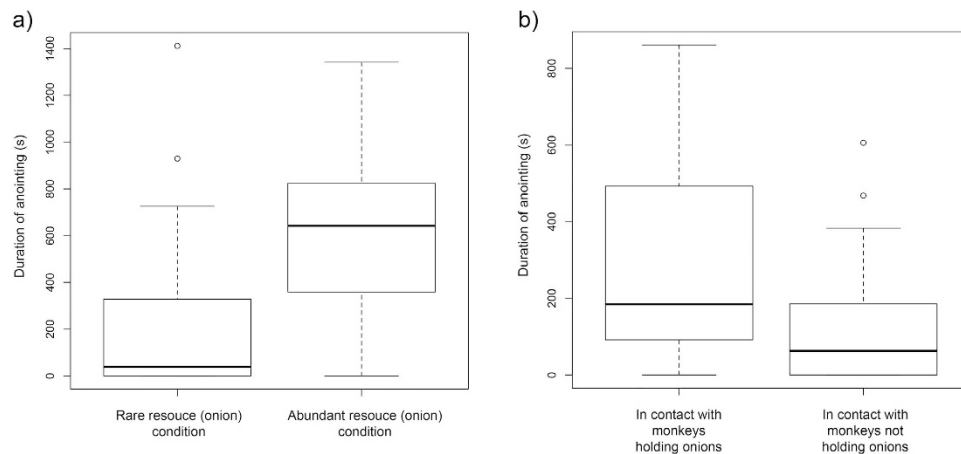 a)
Duration of anointing (s)
1400
1200
1000
800
600
400
200
0
Rare resouce (onion)
condition
Abundant resouce (onion)
condition
b)
Duration of anointing (s)
800
600
400
200
0
In contact with
monkeys
holding onions
In contact with
monkeys not
holding onions